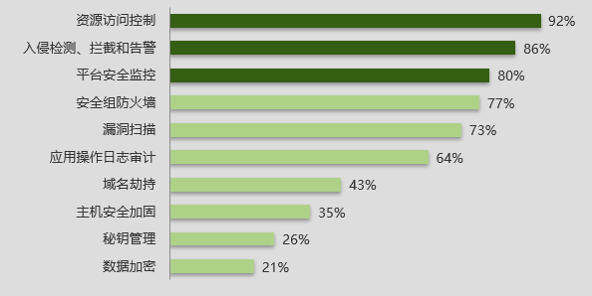 资源访问控制 92%
入侵检测、拦截和告警 86%
平台安全监控 80%
安全组防火墙 77%
漏洞扫描 73%
应用操作日志审计 64%
域名劫持 43%
主机安全加固 35%
秘钥管理 26%
数据加密 21%